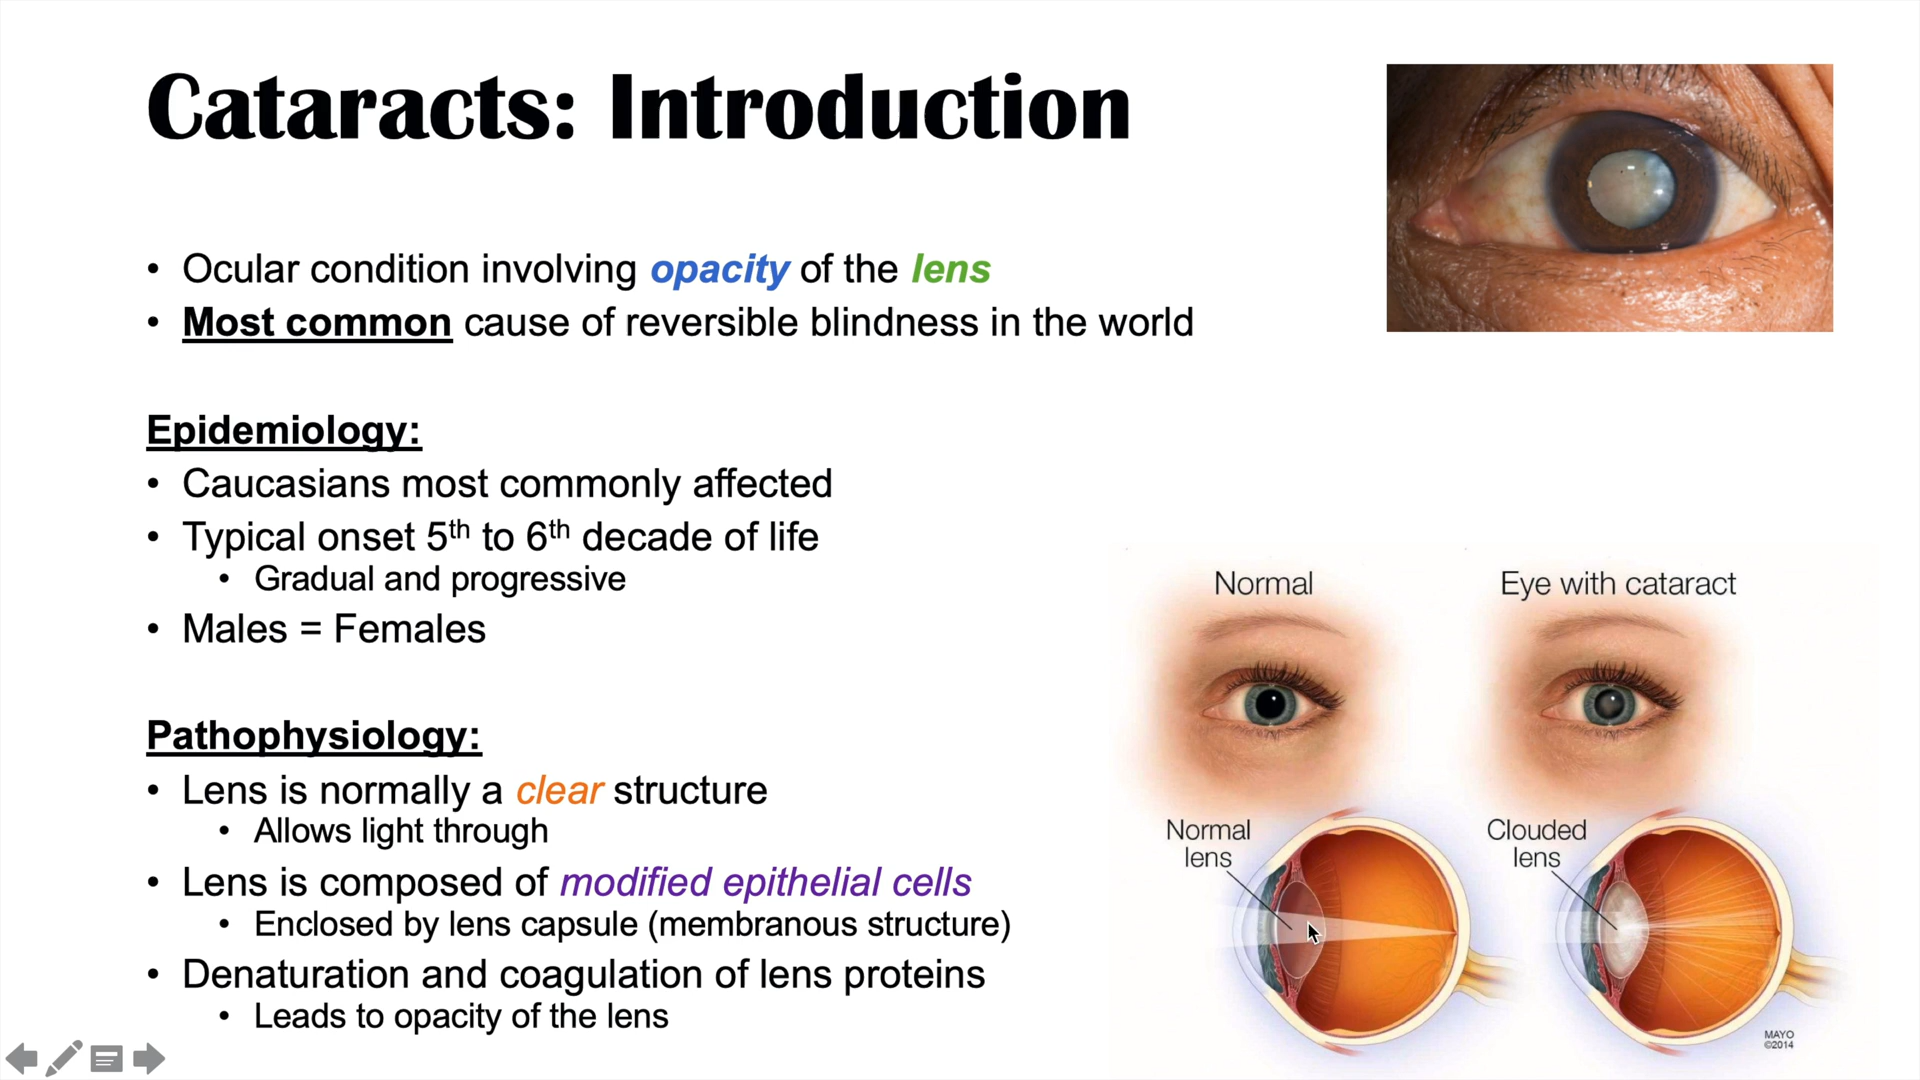 Cataracts: Introduction
• Ocular condition involving opacity of the lens
• Most common cause of reversible blindness in the world
Epidemiology:
• Caucasians most commonly affected
• Typical onset 5th to 6th decade of life
• Gradual and progressive
• Males = Females
Pathophysiology:
• Lens is normally a clear structure
• Allows light through
• Lens is composed of modified epithelial cells
• Enclosed by lens capsule (membranous structure)
• Denaturation and coagulation of lens proteins
• Leads to opacity of the lens
Normal
Eye with cataract
Normal
lens
Clouded
lens
MAYO
©2014